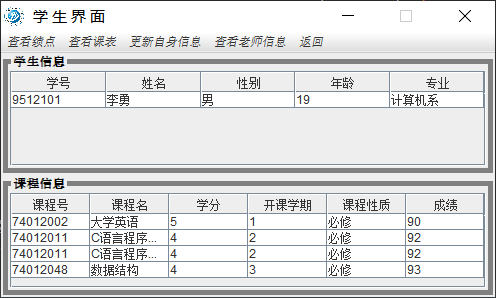 学生界面
查看绩点 查看课表 更新自身信息 查看老师信息 返回
学生信息
学号 姓名 性别 年龄 专业
9512101 李勇 男 19 计算机系
课程信息
课程号 课程名 学分 开课学期 课程性质 成绩
74012002 大学英语 5 1 必修 90
74012011 C语言程序... 4 2 必修 92
74012011 C语言程序... 4 2 必修 92
74012048 数据结构 4 3 必修 93